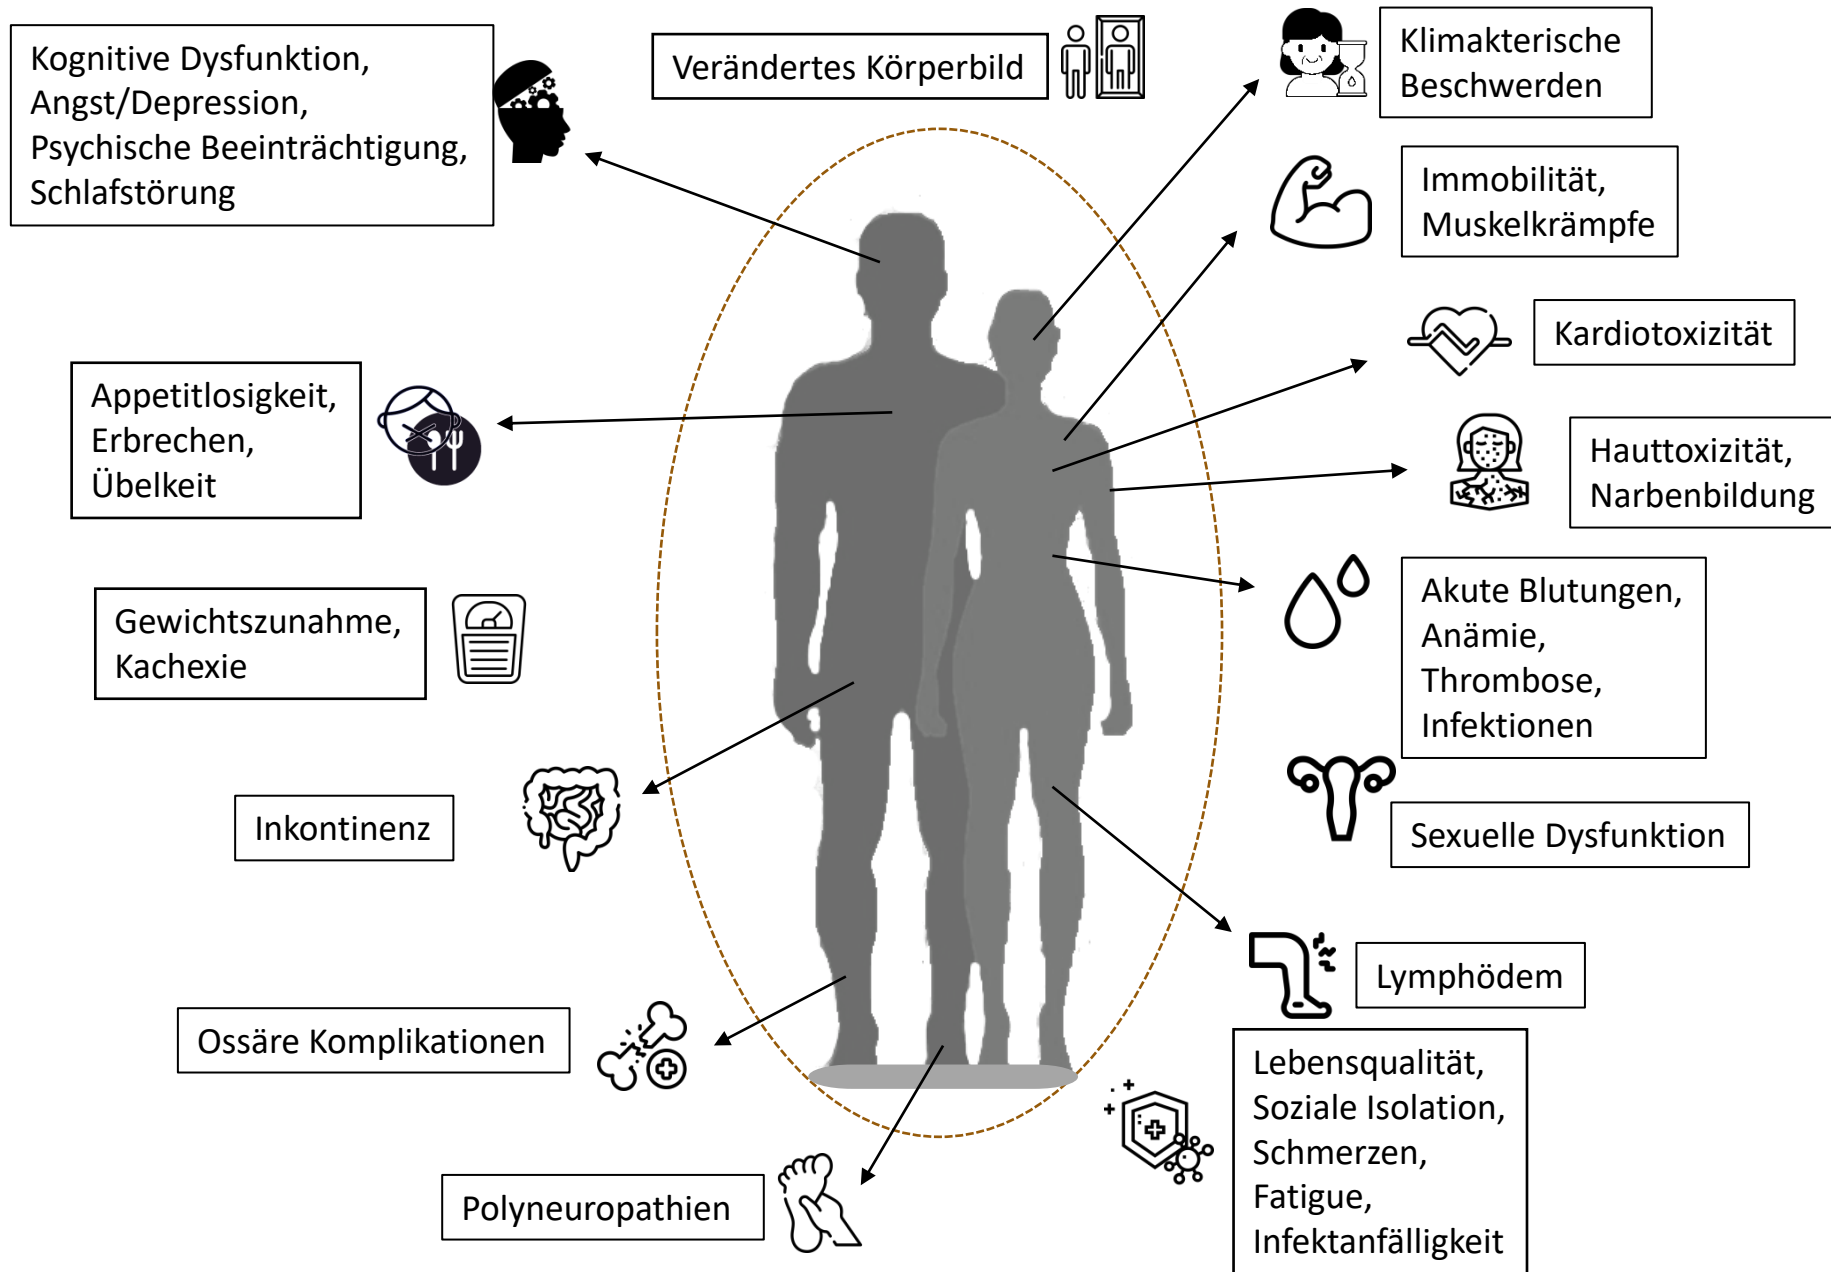 Kognitive Dysfunktion,
Angst/Depression,
Psychische Beeinträchtigung,
Schlafstörung
Verändertes Körperbild
Klimakterische
Beschwerden
Immobilität,
Muskelkrämpfe
Kardiotoxizität
Appetitlosigkeit,
Erbrechen,
Übelkeit
Hauttoxizität,
Narbenbildung
Gewichtszunahme,
Kachexie
Akute Blutungen,
Anämie,
Thrombose,
Infektionen
Inkontinenz
Sexuelle Dysfunktion
Lymphödem
Ossäre Komplikationen
Lebensqualität,
Soziale Isolation,
Schmerzen,
Fatigue,
Infektanfälligkeit
Polyneuropathien